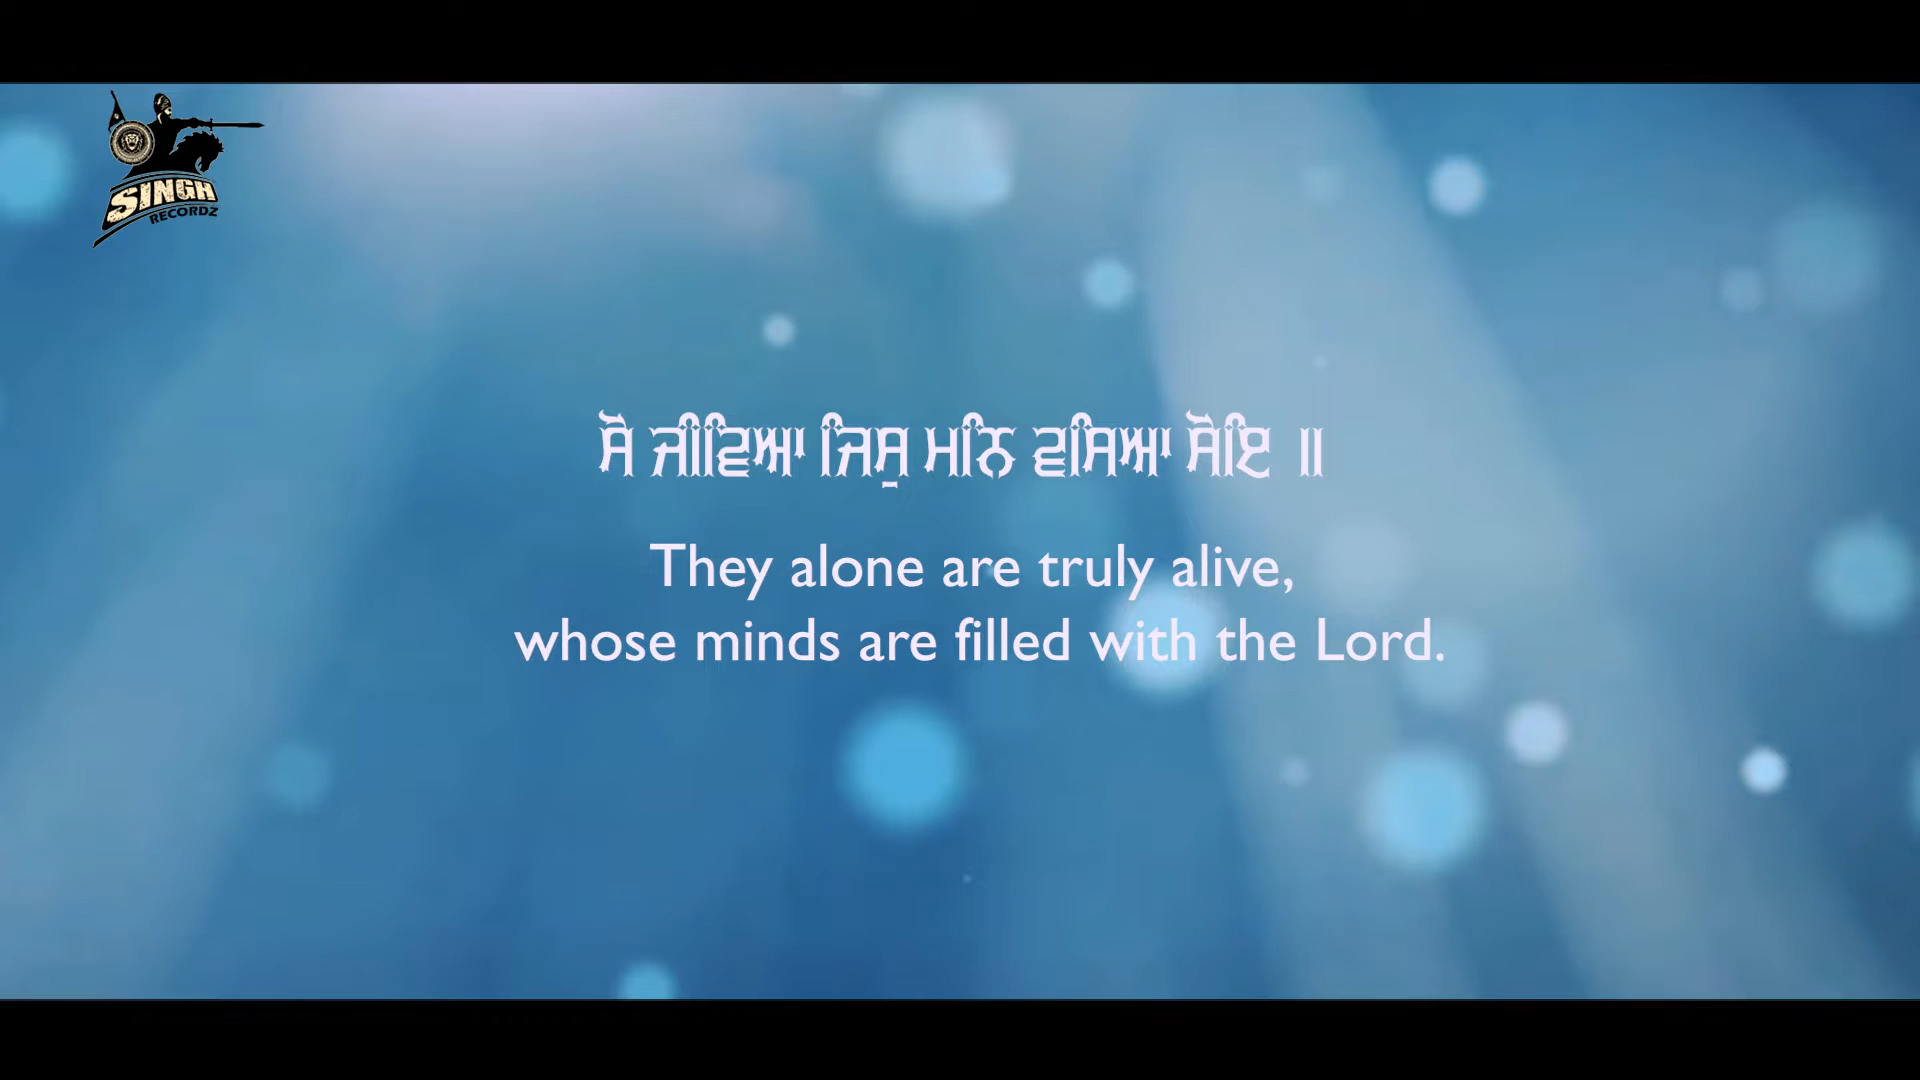 SINGH
RECORDZ
ਸੋ ਜੀਵਿਆ ਜਿਸੁ ਮਨਿ ਵਸਿਆ ਸੋਇ ॥
They alone are truly alive,
whose minds are filled with the Lord.